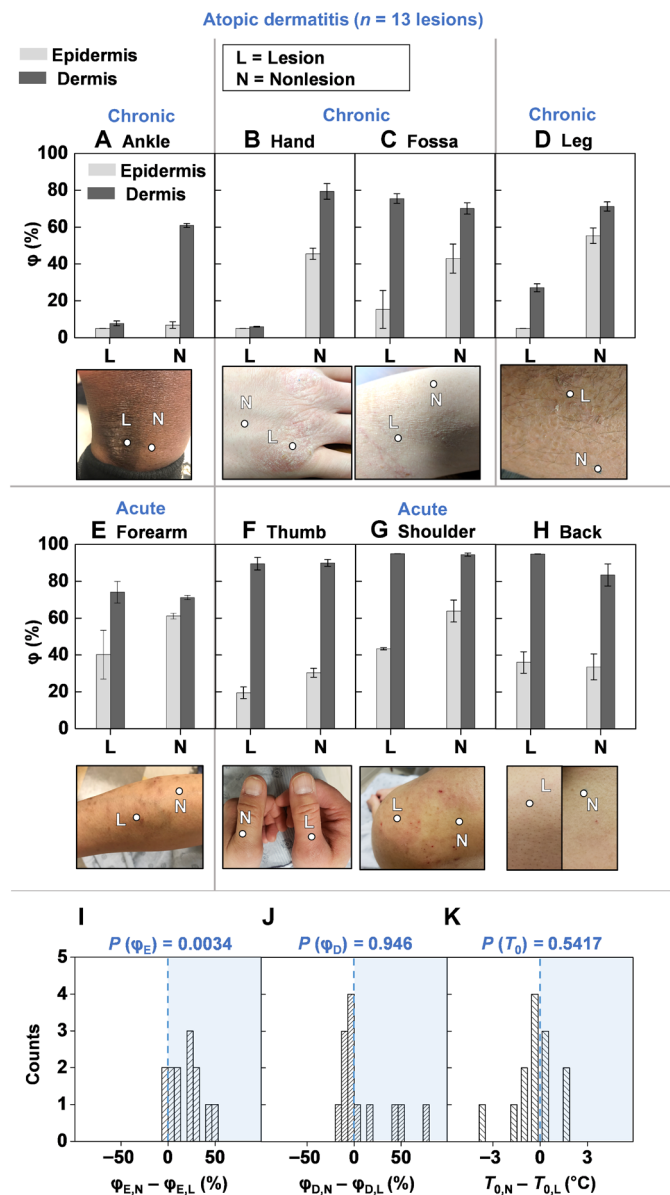 Atopic dermatitis (n = 13 lesions)
Epidermis
Dermis
L = Lesion
N = Nonlesion
Chronic
Chronic
Chronic
A Ankle
B Hand
C Fossa
D Leg
φ (%)
100
80
60
40
20
0
Epidermis
Dermis
L N
L N
L N
L N
L N
N L
N L
L N
Acute
Acute
E Forearm
F Thumb
G Shoulder
H Back
φ (%)
100
80
60
40
20
0
L N
L N
L N
L N
L N
N L
L N
L N
I
J
K
P (φE) = 0.0034
P (φD) = 0.946
P (T0) = 0.5417
Counts
5
4
3
2
1
0
−50 0 50
−50 0 50
−3 0 3
φE,N − φE,L (%)
φD,N − φD,L (%)
T0,N − T0,L (°C)